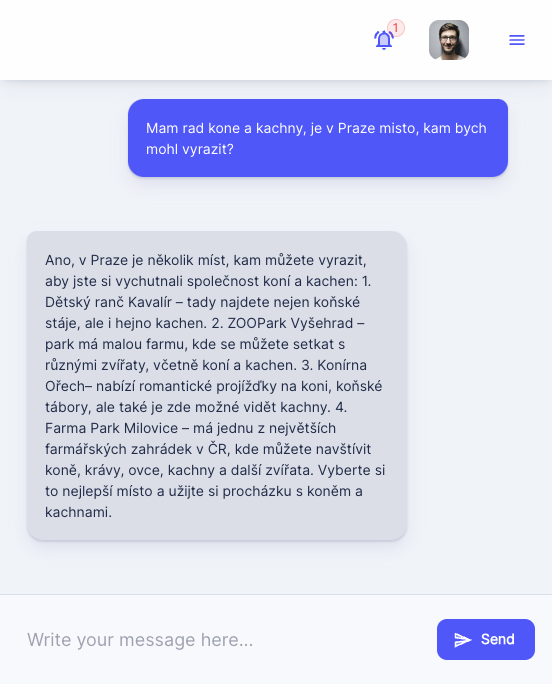 1
Mam rad kone a kachny, je v Praze misto, kam bych
mohl vyrazit?
Ano, v Praze je několik míst, kam můžete vyrazit,
aby jste si vychutnali společnost koní a kachen: 1.
Dětský ranč Kavalír – tady najdete nejen koňské
stáje, ale i hejno kachen. 2. ZOOPark Vyšehrad –
park má malou farmu, kde se můžete setkat s
různými zvířaty, včetně koní a kachen. 3. Konírna
Ořech– nabízí romantické projížďky na koni, koňské
tábory, ale také je zde možné vidět kachny. 4.
Farma Park Milovice – má jednu z největších
farmářských zahrádek v ČR, kde můžete navštívit
koně, krávy, ovce, kachny a další zvířata. Vyberte si
to nejlepší místo a užijte si procházku s koněm a
kachnami.
Write your message here...
Send